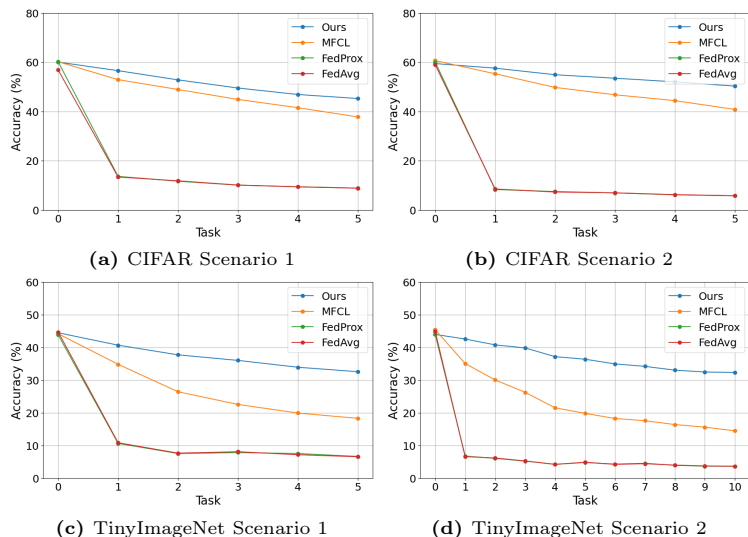 80
60
40
20
0
Accuracy (%)
0 1 2 3 4 5
Task
Ours
MFCL
FedProx
FedAvg
(a) CIFAR Scenario 1
80
60
40
20
0
Accuracy (%)
0 1 2 3 4 5
Task
Ours
MFCL
FedProx
FedAvg
(b) CIFAR Scenario 2
60
50
40
30
20
10
0
Accuracy (%)
0 1 2 3 4 5
Task
Ours
MFCL
FedProx
FedAvg
(c) TinyImageNet Scenario 1
60
50
40
30
20
10
0
Accuracy (%)
0 1 2 3 4 5 6 7 8 9 10
Task
Ours
MFCL
FedProx
FedAvg
(d) TinyImageNet Scenario 2